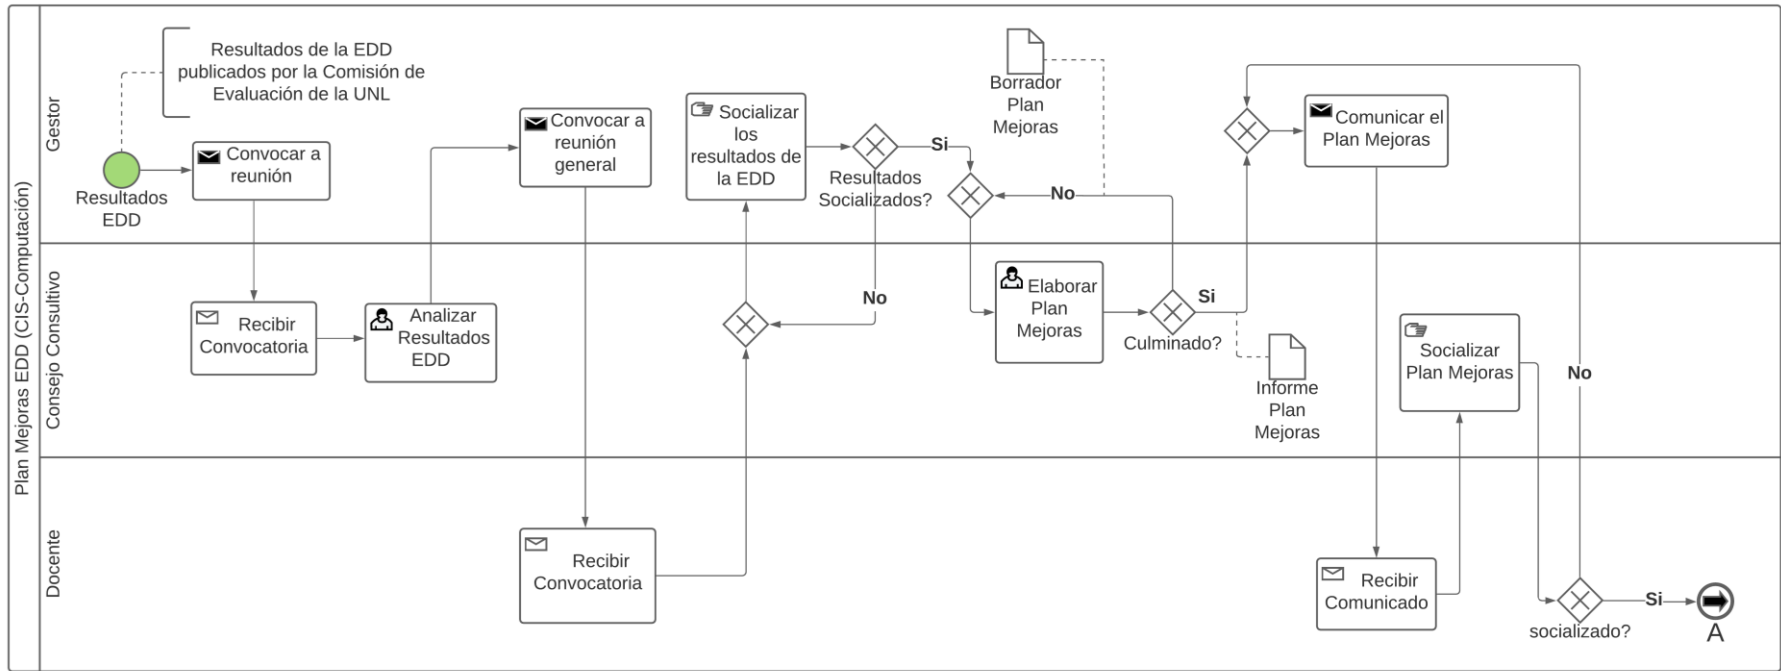 Plan Mejoras EDD (CIS-Computación)
Gestor
Resultados de la EDD
publicados por la Comisión de
Evaluación de la UNL
Resultados
EDD
Convocar a
reunión
Convocar a
reunión
general
Socializar
los
resultados de
la EDD
Resultados
Socializados?
Si
No
Borrador
Plan
Mejoras
No
Comunicar el
Plan Mejoras
Consejo Consultivo
Recibir
Convocatoria
Analizar
Resultados
EDD
Elaborar
Plan
Mejoras
Culminado?
Si
Informe
Plan
Mejoras
Socializar
Plan Mejoras
No
Docente
Recibir
Convocatoria
Recibir
Comunicado
socializado?
Si
A